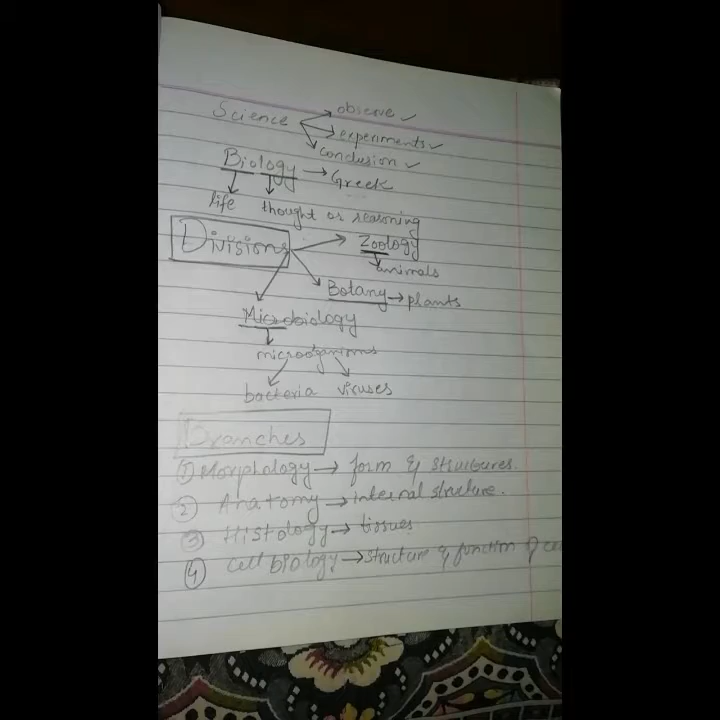 Science → observe ✓
→ experiments ✓
→ conclusion ✓
Biology → Greek
life thought or reasoning
Divisions → Zoology
animals
Botany → plants
Microbiology
microorganisms
bacteria viruses
Branches
① Morphology → form & structures.
② Anatomy → internal structure.
③ Histology → tissues
④ Cell biology → structure & function of ce